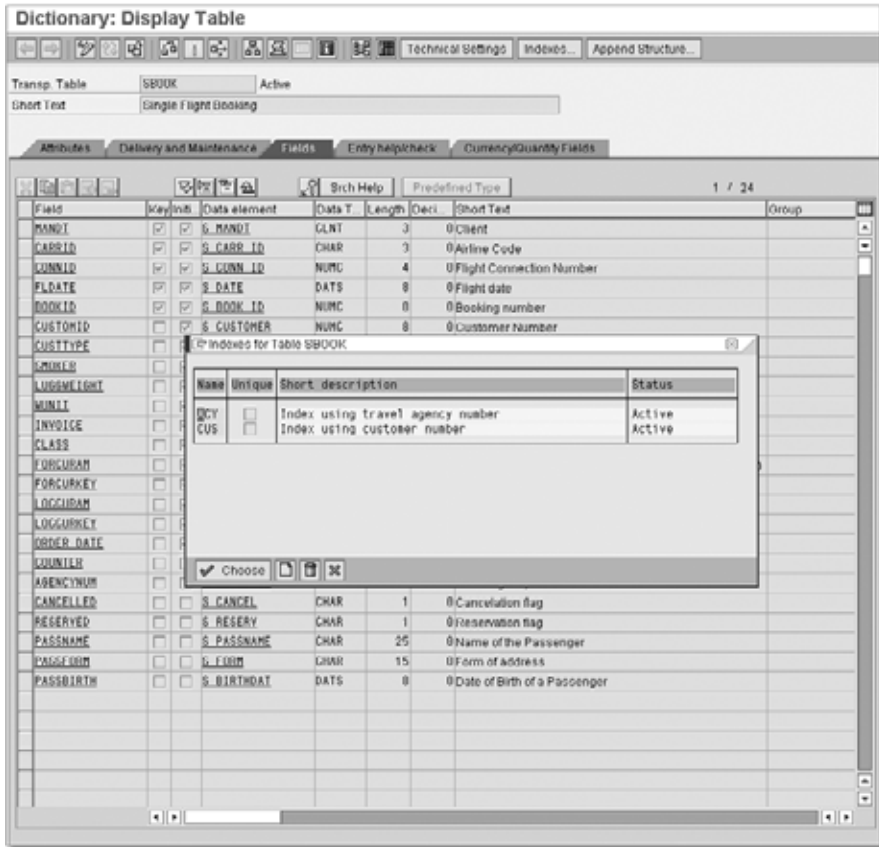 Dictionary: Display Table
Technical Settings Indexes... Append Structure...
Transp. Table SBOOK Active
Short Text Single Flight Booking
Attributes Delivery and Maintenance Fields Entry help/check Currency/Quantity Fields
Srch Help Predefined Type 1 / 24
Field Key Initi... Data element Data T... Length Deci... Short Text Group
MANDT S_MANDT CLNT 3 0 Client
CARRID S_CARR_ID CHAR 3 0 Airline Code
CONNID S_CONN_ID NUMC 4 0 Flight Connection Number
FLDATE S_DATE DATS 8 0 Flight date
BOOKID S_BOOK_ID NUMC 8 0 Booking number
CUSTOMID S_CUSTOMER NUMC 8 0 Customer Number
CUSTTYPE
SMOKER
LUGGWEIGHT
WUNIT
INVOICE
CLASS
FORCURAM
FORCURKEY
LOCCURAM
LOCCURKEY
ORDER_DATE
COUNTER
AGENCYNUM
Indexes for Table SBOOK
Name Unique Short description Status
ACY Index using travel agency number Active
CUS Index using customer number Active
Choose
CANCELLED S_CANCEL CHAR 1 0 Cancelation flag
RESERVED S_RESERV CHAR 1 0 Reservation flag
PASSNAME S_PASSNAME CHAR 25 0 Name of the Passenger
PASSFORM S_FORM CHAR 15 0 Form of address
PASSBIRTH S_BIRTHDAT DATS 8 0 Date of Birth of a Passenger